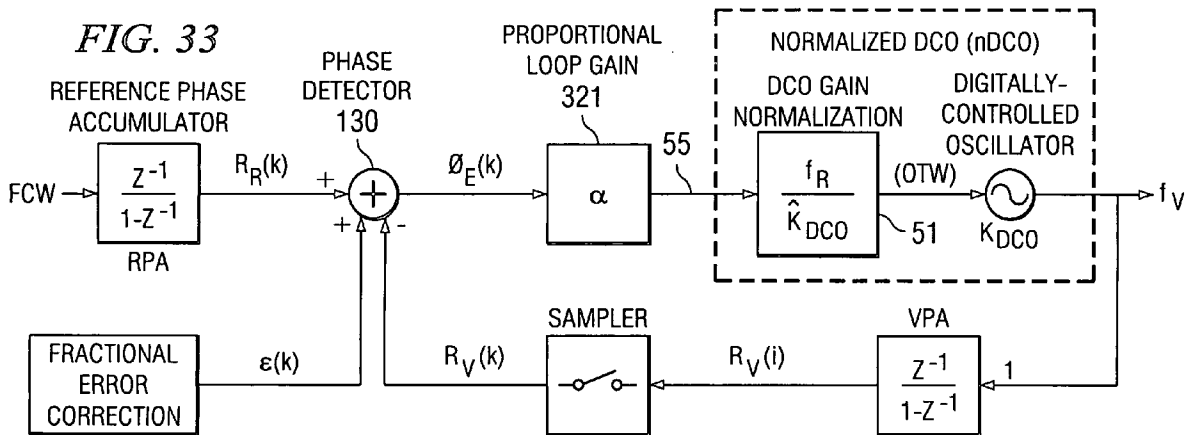 FIG. 33
REFERENCE PHASE
ACCUMULATOR
FCW
Z⁻¹
1-Z⁻¹
RPA
R_R(k)
PHASE
DETECTOR
130
+
+
+
-
Ø_E(k)
PROPORTIONAL
LOOP GAIN
321
α
55
NORMALIZED DCO (nDCO)
DCO GAIN
NORMALIZATION
f_R
K̂_DCO
51
(OTW)
DIGITALLY-
CONTROLLED
OSCILLATOR
K_DCO
f_V
FRACTIONAL
ERROR
CORRECTION
ε(k)
R_V(k)
SAMPLER
R_V(i)
VPA
Z⁻¹
1-Z⁻¹
1